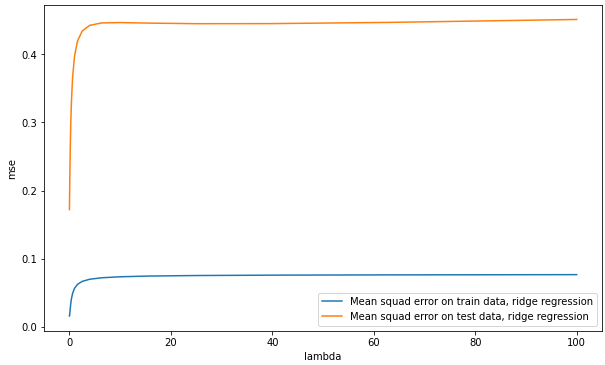 0.4
0.3
0.2
0.1
0.0
mse
0
20
40
60
80
100
lambda
Mean squad error on train data, ridge regression
Mean squad error on test data, ridge regression